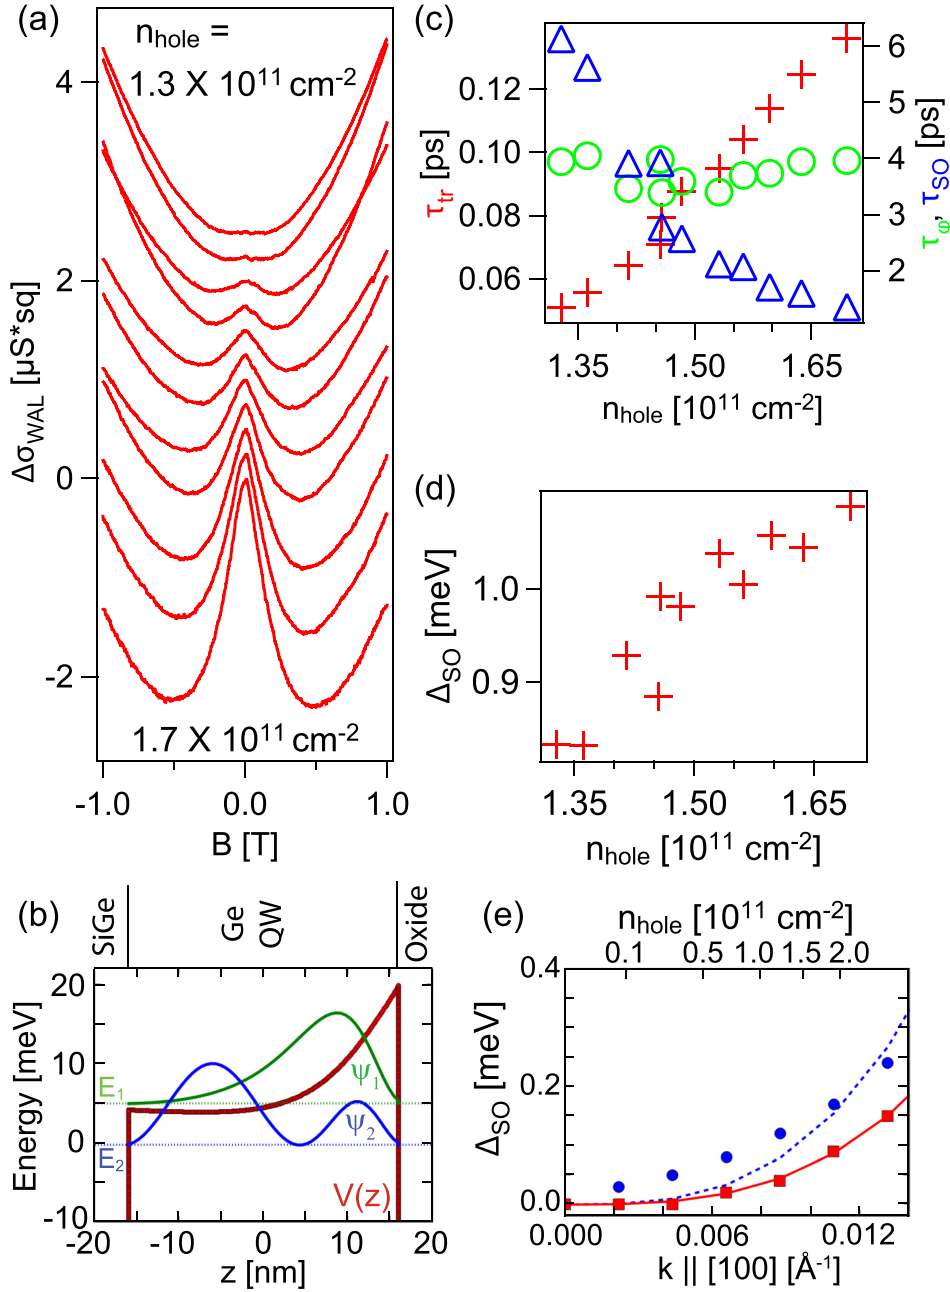 (a)
n_hole =
1.3 X 10^11 cm^-2
4
2
0
-2
Δσ_WAL [μS*sq]
1.7 X 10^11 cm^-2
-1.0 0.0 1.0
B [T]
(c)
0.12
0.10
0.08
0.06
τ_tr [ps]
6
5
4
3
2
τ_φ, τ_SO [ps]
1.35 1.50 1.65
n_hole [10^11 cm^-2]
(d)
1.0
0.9
Δ_SO [meV]
1.35 1.50 1.65
n_hole [10^11 cm^-2]
(b)
SiGe
Ge
QW
Oxide
20
10
0
-10
Energy [meV]
E_1
E_2
ψ_1
ψ_2
V(z)
-20 -10 0 10 20
z [nm]
(e)
n_hole [10^11 cm^-2]
0.1 0.5 1.0 1.5 2.0
0.4
0.2
0.0
Δ_SO [meV]
0.000 0.006 0.012
k || [100] [Å^-1]